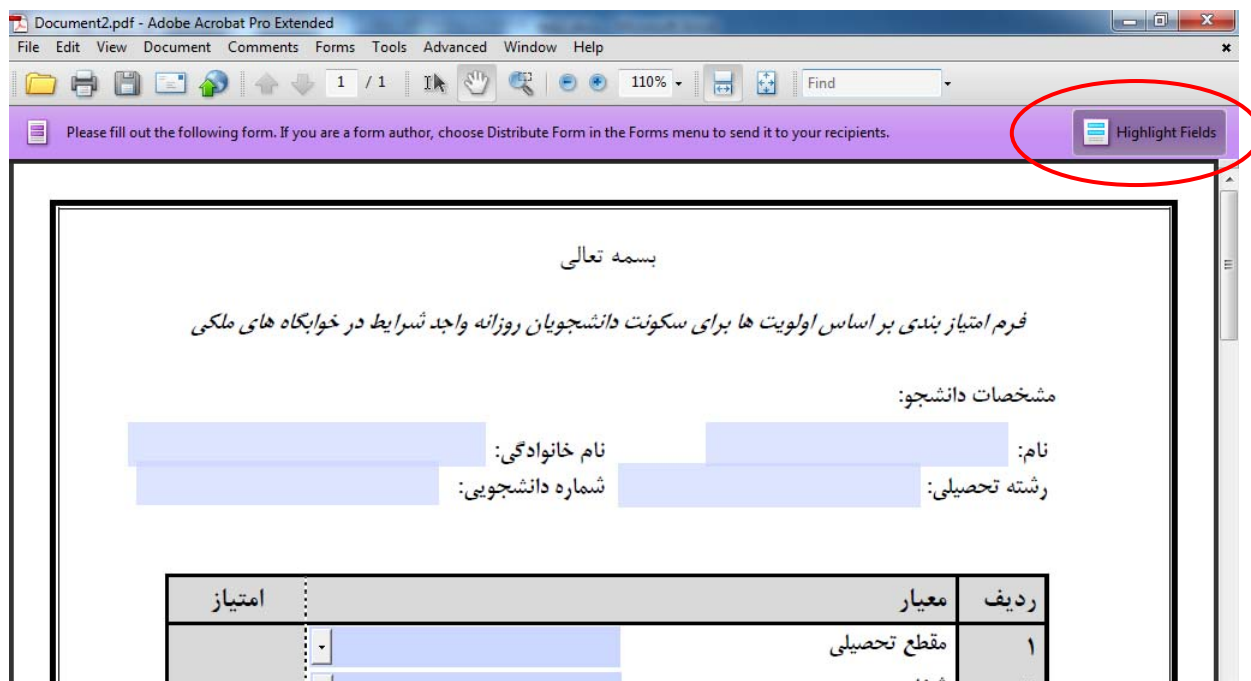 Document2.pdf - Adobe Acrobat Pro Extended
File Edit View Document Comments Forms Tools Advanced Window Help
1 / 1 110% Find
Please fill out the following form. If you are a form author, choose Distribute Form in the Forms menu to send it to your recipients. Highlight Fields
بسمه تعالی
فرم امتیاز بندی بر اساس اولویت ها برای سکونت دانشجویان روزانه واجد شرایط در خوابگاه های ملکی
مشخصات دانشجو:
نام: نام خانوادگی:
رشته تحصیلی: شماره دانشجویی:
ردیف معیار امتیاز
۱ مقطع تحصیلی